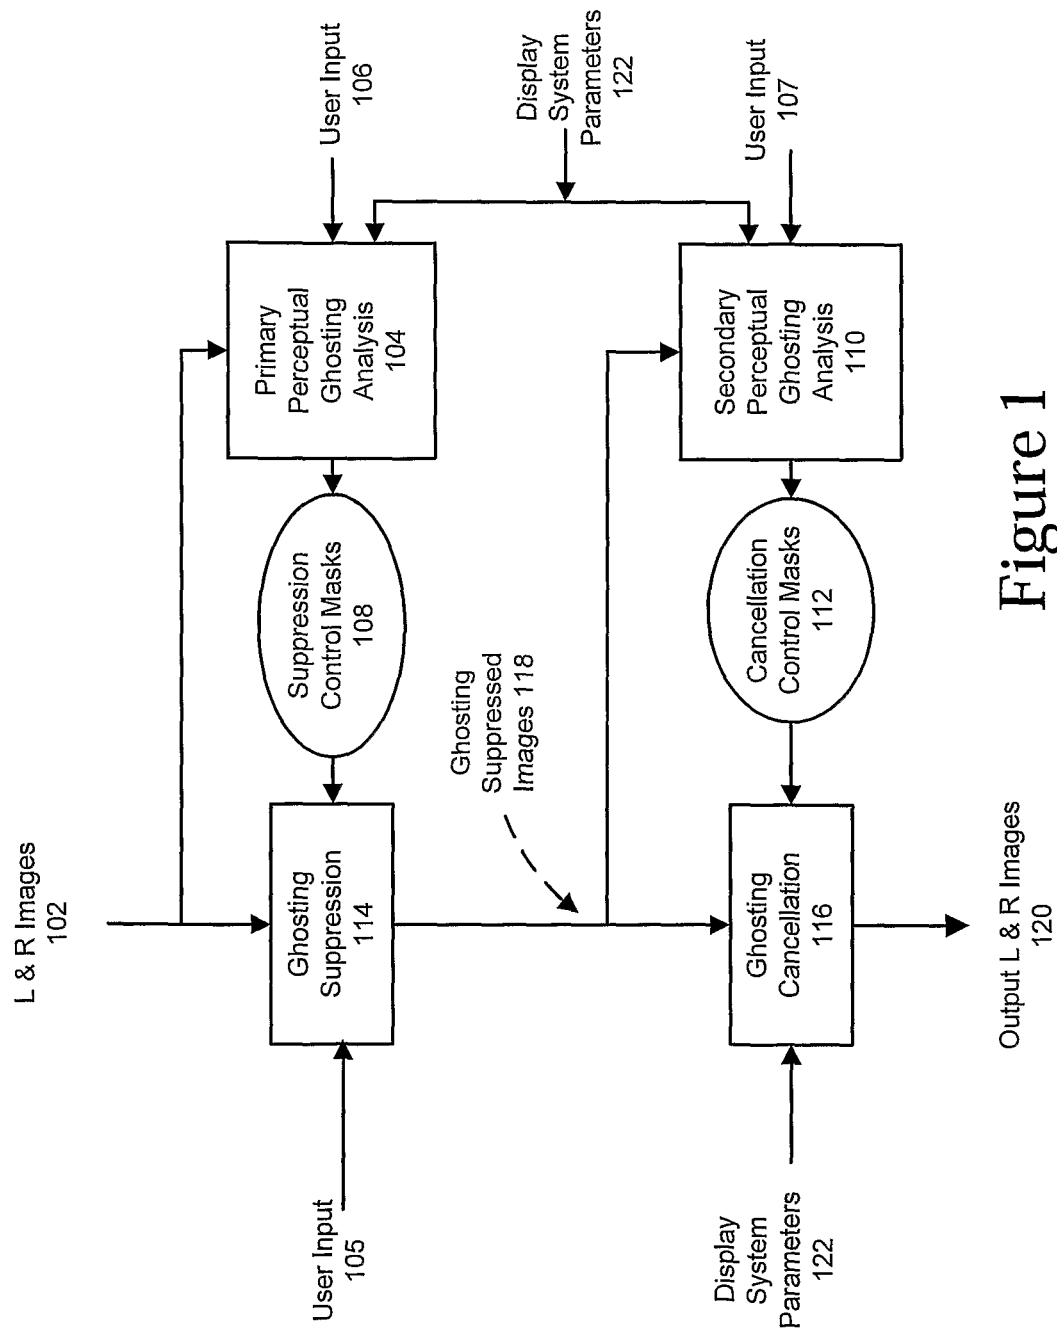 L & R Images
102
User Input
105
Ghosting
Suppression
114
Suppression
Control Masks
108
Primary
Perceptual
Ghosting
Analysis
104
User Input
106
Display
System
Parameters
122
Ghosting
Suppressed
Images 118
Display
System
Parameters
122
Ghosting
Cancellation
116
Cancellation
Control Masks
112
Secondary
Perceptual
Ghosting
Analysis
110
User Input
107
Output L & R Images
120
Figure 1